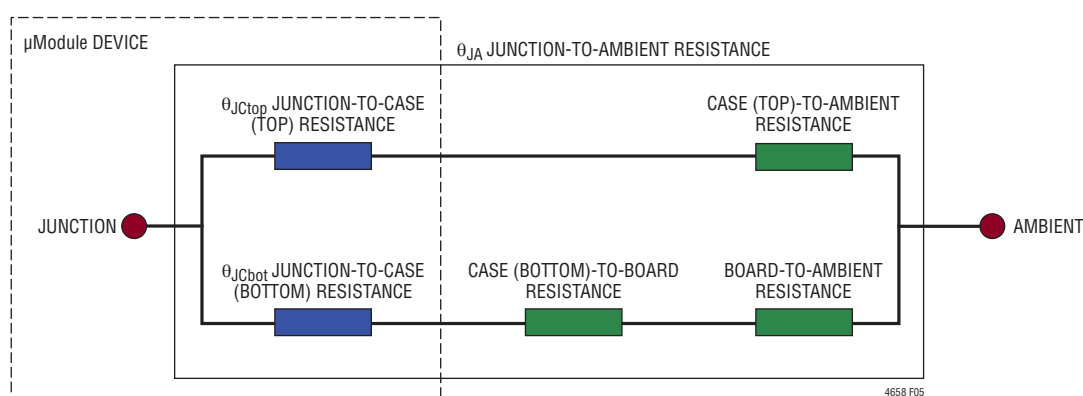 µModule DEVICE
θJA JUNCTION-TO-AMBIENT RESISTANCE
θJCtop JUNCTION-TO-CASE
(TOP) RESISTANCE
CASE (TOP)-TO-AMBIENT
RESISTANCE
JUNCTION
AMBIENT
θJCbot JUNCTION-TO-CASE
(BOTTOM) RESISTANCE
CASE (BOTTOM)-TO-BOARD
RESISTANCE
BOARD-TO-AMBIENT
RESISTANCE
4658 F05